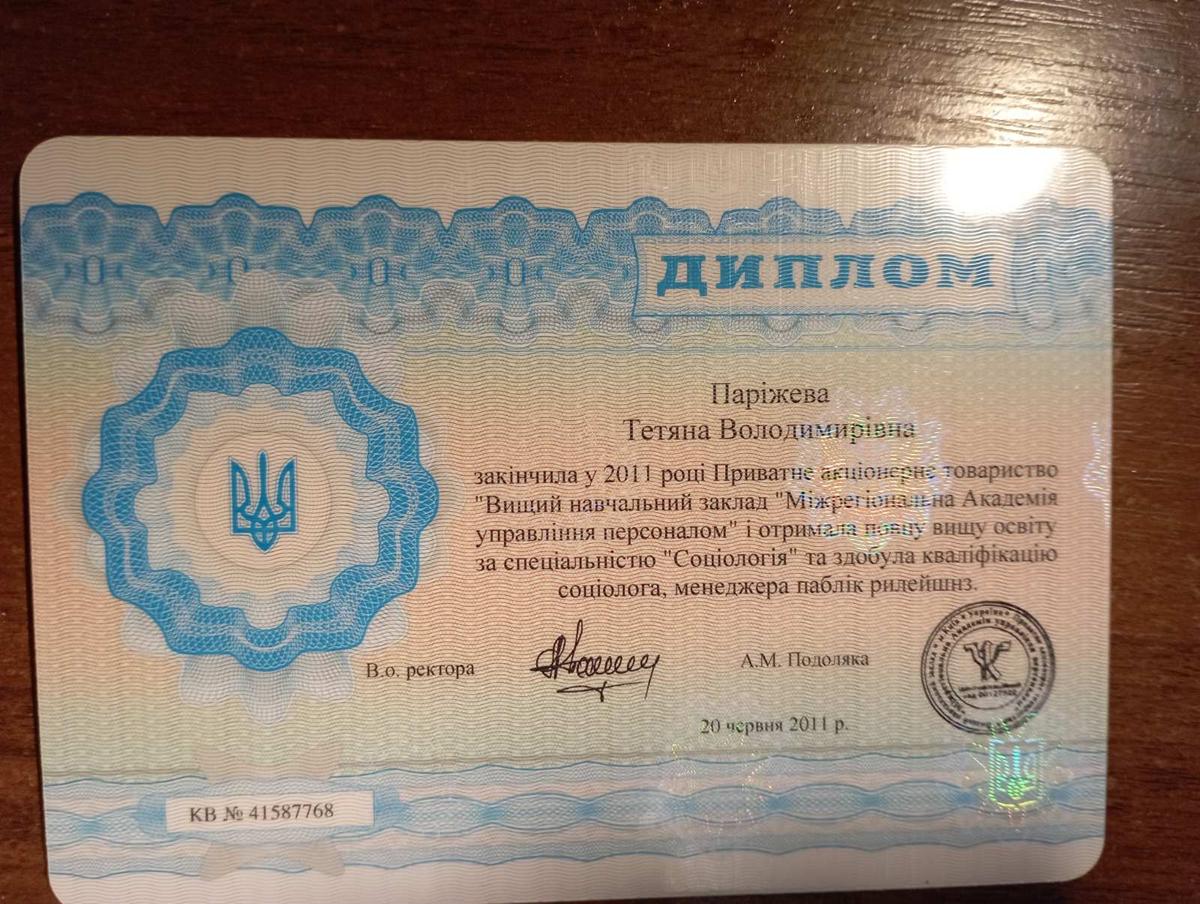 ДИПЛОМ
Паріжева
Тетяна Володимирівна
закінчила у 2011 році Приватне акціонерне товариство
"Вищий навчальний заклад "Міжрегіональна Академія
управління персоналом" і отримала повну вищу освіту
за спеціальністю "Соціологія" та здобула кваліфікацію
соціолога, менеджера паблік рилейшнз.
В.о. ректора А.М. Подоляка
20 червня 2011 р.
КВ № 41587768